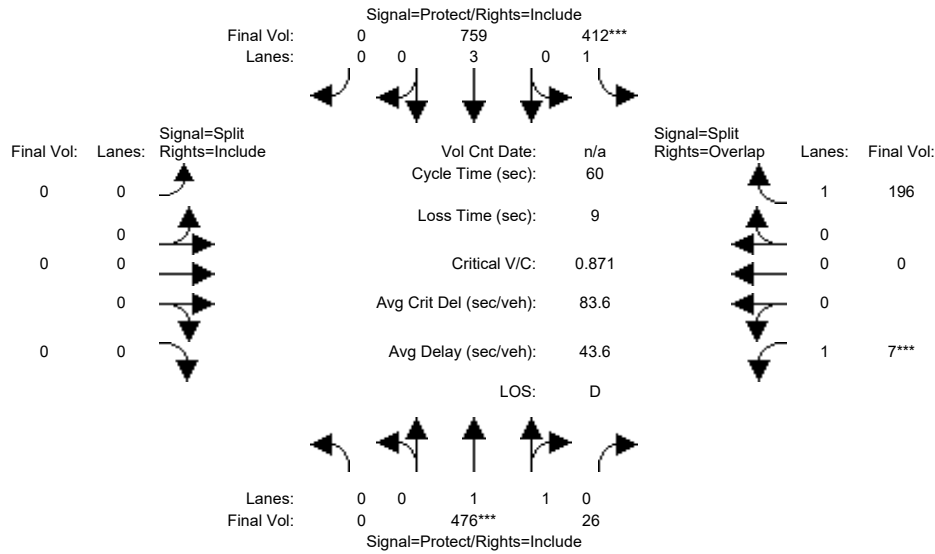 Signal=Protect/Rights=Include
Final Vol: 0 759 412***
Lanes: 0 0 3 0 1
Signal=Split
Final Vol: Lanes: Rights=Include
Vol Cnt Date: n/a
Signal=Split
Rights=Overlap Lanes: Final Vol:
Cycle Time (sec): 60
0 0
1 196
Loss Time (sec): 9
0
0
0 0
Critical V/C: 0.871
0 0
0
Avg Crit Del (sec/veh): 83.6
0
0 0
Avg Delay (sec/veh): 43.6
1 7***
LOS: D
Lanes: 0 0 1 1 0
Final Vol: 0 476*** 26
Signal=Protect/Rights=Include